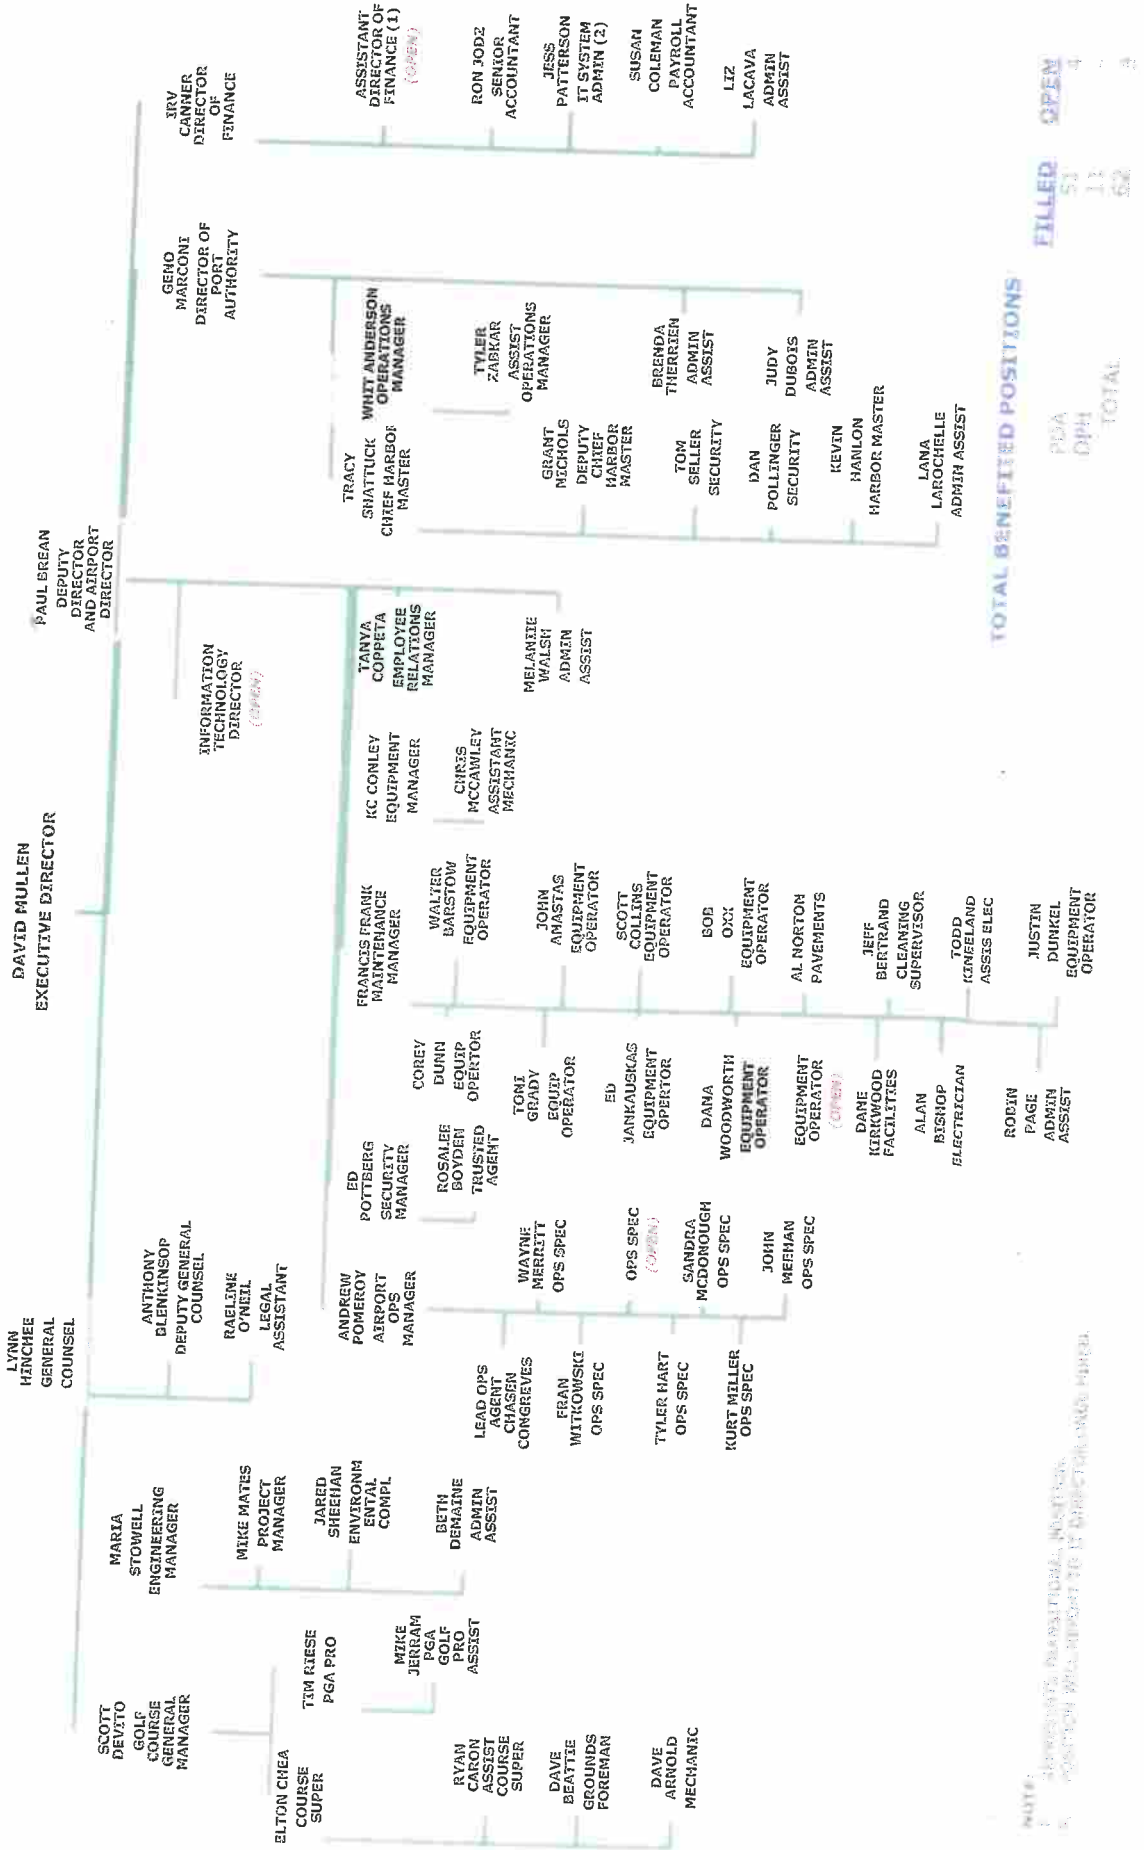 DAVID MULLEN
EXECUTIVE DIRECTOR
LYNN
HINCHEE
GENERAL
COUNSEL
PAUL BREAN
DEPUTY
DIRECTOR
AND AIRPORT
DIRECTOR
SCOTT
DEVITO
GOLF
COURSE
GENERAL
MANAGER
MARIA
STOWELL
ENGINEERING
MANAGER
ANTHONY
BLENKINSOP
DEPUTY GENERAL
COUNSEL
RAELINE
O'NEIL
LEGAL
ASSISTANT
INFORMATION
TECHNOLOGY
DIRECTOR
(OPEN)
GENO
MARCONI
DIRECTOR OF
PORT
AUTHORITY
IRV
CANNER
DIRECTOR
OF
FINANCE
ELTON CHEA
COURSE
SUPER
TIM RIESE
PGA PRO
MIKE
JERRAM
PGA
GOLF
PRO
ASSIST
RYAN
CARON
ASSIST
COURSE
SUPER
DAVE
BEATTIE
GROUNDS
FOREMAN
DAVE
ARNOLD
MECHANIC
MIKE MATES
PROJECT
MANAGER
JARED
SHEEHAN
ENVIRONM
ENTAL
COMPL.
BETH
DEMAINE
ADMIN
ASSIST
ANDREW
POMEROY
AIRPORT
OPS
MANAGER
LEAD OPS
AGENT
CHASEN
CONGREVES
FRAN
WITKOWSKI
OPS SPEC
TYLER HART
OPS SPEC
KURT MILLER
OPS SPEC
WAYNE
MERRITT
OPS SPEC
OPS SPEC
(OPEN)
SANDRA
MCDONOUGH
OPS SPEC
JOHN
MEEHAN
OPS SPEC
ED
POTTBERG
SECURITY
MANAGER
ROSALEE
BOYDEN
TRUSTED
AGENT
FRANCIS FRANK
MAINTENANCE
MANAGER
COREY
DUNN
EQUIP
OPERTOR
TONI
GRADY
EQUIP
OPERATOR
ED
JANKAUSKAS
EQUIPMENT
OPERTOR
DANA
WOODWORTH
EQUIPMENT
OPERATOR
EQUIPMENT
OPERATOR
(OPEN)
DANE
KIRKWOOD
FACILITIES
ALAN
BISHOP
ELECTRICIAN
ROBIN
PAGE
ADMIN
ASSIST
WALTER
BARSTOW
EQUIPMENT
OPERATOR
JOHN
ANASTAS
EQUIPMENT
OPERATOR
SCOTT
COLLINS
EQUIPMENT
OPERATOR
BOB
OXX
EQUIPMENT
OPERATOR
AL NORTON
PAVEMENTS
JEFF
BERTRAND
CLEANING
SUPERVISOR
TODD
KINEELAND
ASSIS ELEC
JUSTIN
DUNKEL
EQUIPMENT
OPERATOR
KC CONLEY
EQUIPMENT
MANAGER
CHRIS
MCCAWLEY
ASSISTANT
MECHANIC
TANYA
COPPETA
EMPLOYEE
RELATIONS
MANAGER
MELANIIE
WALSH
ADMIN
ASSIST
TRACY
SHATTUCK
CHIEF HARBOR
MASTER
WHIT ANDERSON
OPERATIONS
MANAGER
TYLER
ZABKAR
ASSIST
OPERATIONS
MANAGER
GRANT
NICHOLS
DEPUTY
CHIEF
HARBOR
MASTER
TOM
SELLER
SECURITY
DAN
POLLINGER
SECURITY
KEVIN
HANLON
HARBOR MASTER
LANA
LAROCHELLE
ADMIN ASSIST
BRENDA
THERRIEN
ADMIN
ASSIST
JUDY
DUBOIS
ADMIN
ASSIST
ASSISTANT
DIRECTOR OF
FINANCE (1)
(OPEN)
RON JODZ
SENIOR
ACCOUNTANT
JESS
PATTERSON
IT SYSTEM
ADMIN (2)
SUSAN
COLEMAN
PAYROLL
ACCOUNTANT
LIZ
LACAVA
ADMIN
ASSIST
TOTAL BENEFITED POSITIONS FILLED OPEN
PDA 51 4
DPH 11
TOTAL 62
NOTE:
POSITION WILL REPORT TO IT DIRECTOR ONCE HIRED.